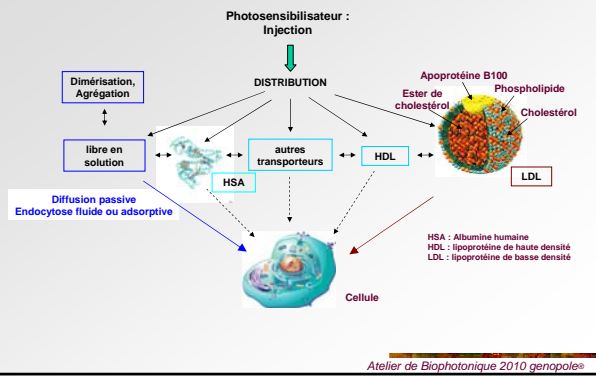 Photosensibilisateur :
Injection
DISTRIBUTION
Dimérisation,
Agrégation
Apoprotéine B100
Phospholipide
Ester de
cholestérol
Cholestérol
libre en
solution
HSA
autres
transporteurs
HDL
LDL
Diffusion passive
Endocytose fluide ou adsorptive
HSA : Albumine humaine
HDL : lipoprotéine de haute densité
LDL : lipoprotéine de basse densité
Cellule
Atelier de Biophotonique 2010 genopole®